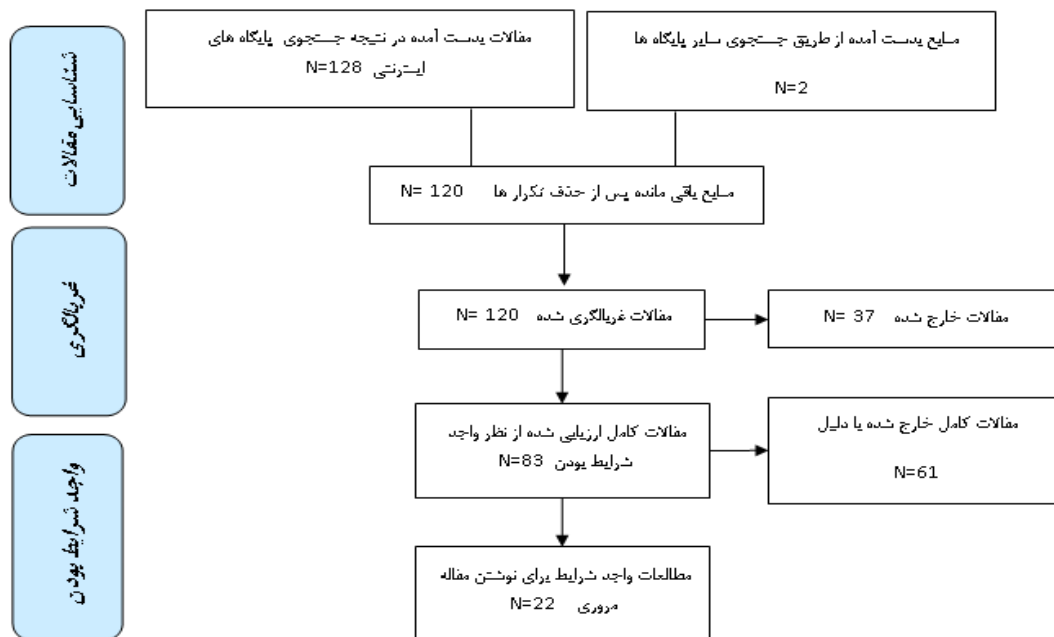 شناسایی مقالات
مقالات بدست آمده در نتیجه جستجوی پایگاه های
اینترنتی N=128
منابع بدست آمده از طریق جستجوی سایر پایگاه ها
N=2
منابع باقی مانده پس از حذف تکرار ها N= 120
غربالگری
مقالات غربالگری شده N= 120
مقالات خارج شده N= 37
واجد شرایط بودن
مقالات کامل ارزیابی شده از نظر واجد
شرایط بودن N=83
مقالات کامل خارج شده با دلیل
N=61
مطالعات واجد شرایط برای نوشتن مقاله
مروری N=22